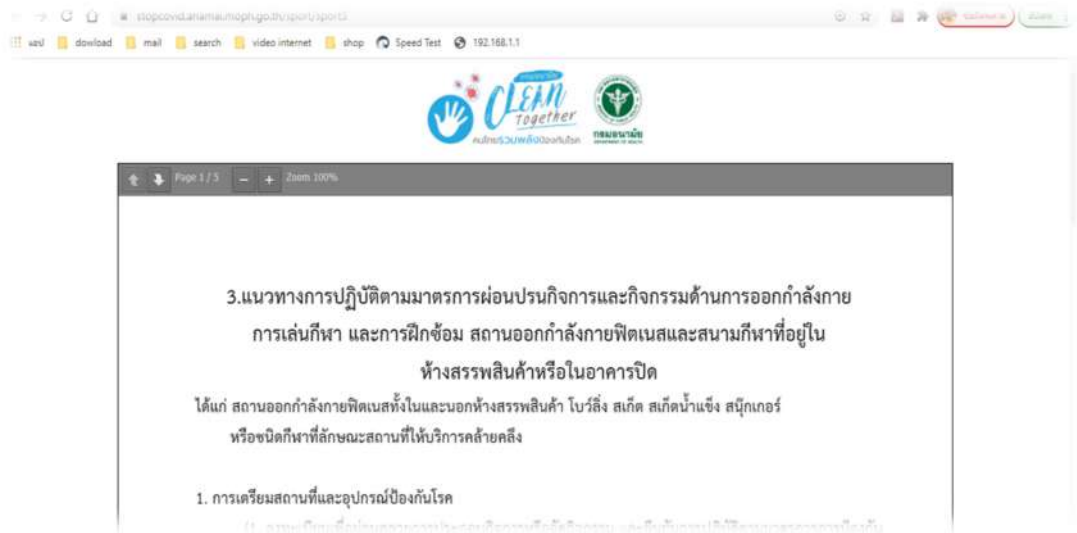 stopcovid.anamai.moph.go.th/sport/sport3
แอป dowload mail search video internet shop Speed Test 192.168.1.1
กรมอนามัย
CLEAN
Together
คนไทยรวมพลังป้องกันโรค
กรมอนามัย
DEPARTMENT OF HEALTH
Page 1 / 5 Zoom 100%
3.แนวทางการปฏิบัติตามมาตรการผ่อนปรนกิจการและกิจกรรมด้านการออกกำลังกาย
การเล่นกีฬา และการฝึกซ้อม สถานออกกำลังกายฟิตเนสและสนามกีฬาที่อยู่ใน
ห้างสรรพสินค้าหรือในอาคารปิด
ได้แก่ สถานออกกำลังกายฟิตเนสทั้งในและนอกห้างสรรพสินค้า โบว์ลิ่ง สเก็ต สเก็ตน้ำแข็ง สนุ๊กเกอร์
หรือชนิดกีฬาที่ลักษณะสถานที่ให้บริการคล้ายคลึง
1. การเตรียมสถานที่และอุปกรณ์ป้องกันโรค